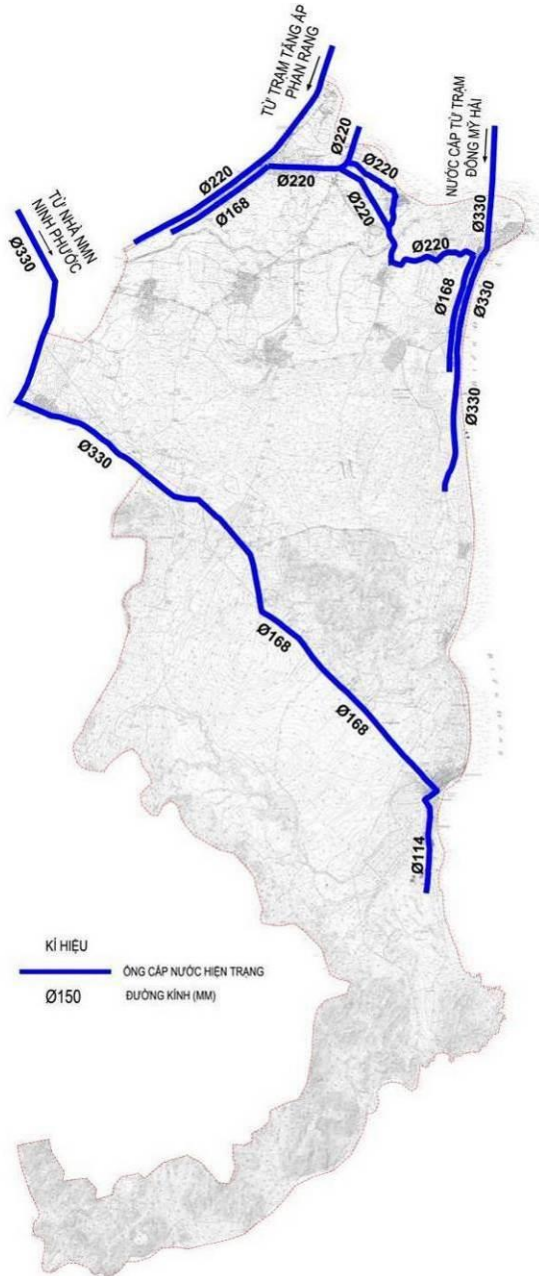 TỪ TRẠM TĂNG ÁP
PHAN RANG
NƯỚC CẤP TỪ TRẠM
ĐÔNG MỸ HẢI
Ø220
Ø220
Ø220
Ø168
Ø220
Ø220
Ø330
TỪ NHÀ NMN
NINH PHƯỚC
Ø330
Ø220
Ø168
Ø330
Ø330
Ø330
Ø168
Ø168
Ø114
KÍ HIỆU
ỐNG CẤP NƯỚC HIỆN TRẠNG
Ø150
ĐƯỜNG KÍNH (MM)